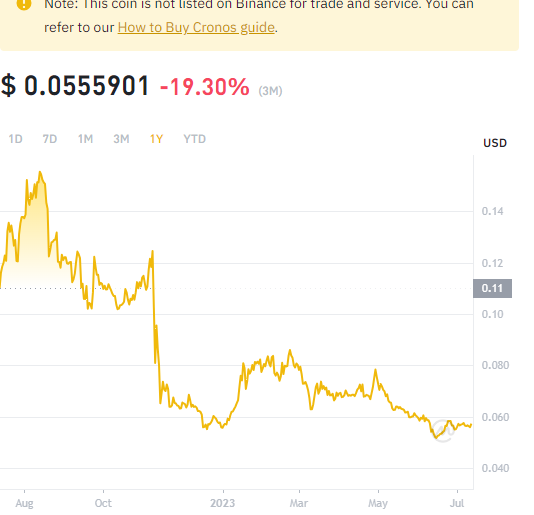 Note: This coin is not listed on Binance for trade and service. You can
refer to our How to Buy Cronos guide.
$ 0.0555901 -19.30% (3M)
1D 7D 1M 3M 1Y YTD
USD
0.14
0.12
0.11
0.10
0.080
0.060
0.040
Aug Oct 2023 Mar May Jul